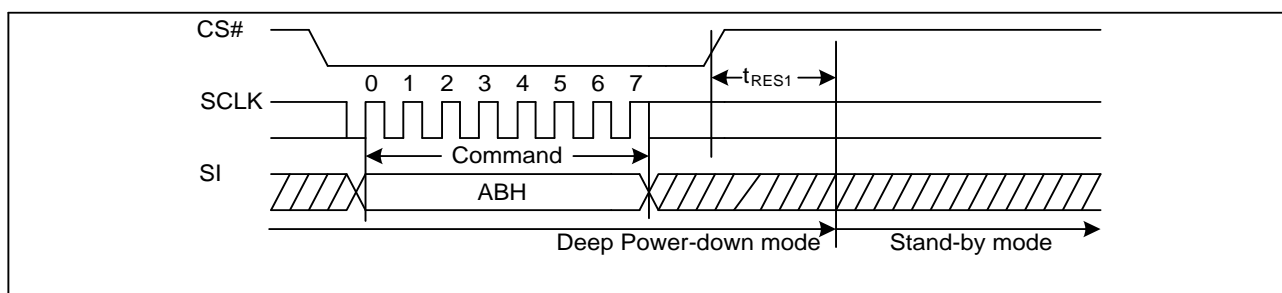 CS#
tRES1
0 1 2 3 4 5 6 7
SCLK
Command
SI
ABH
Deep Power-down mode Stand-by mode